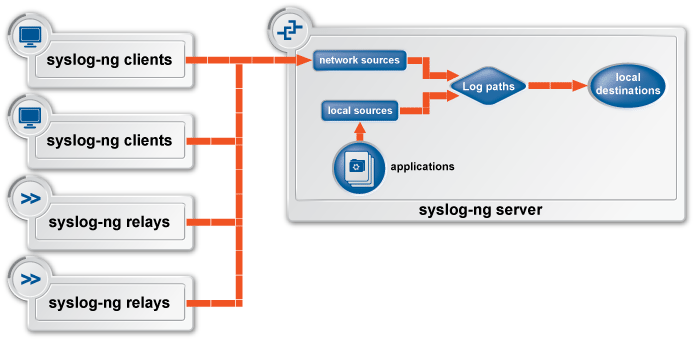 syslog-ng clients
syslog-ng clients
syslog-ng relays
syslog-ng relays
network sources
local sources
applications
Log paths
local
destinations
syslog-ng server